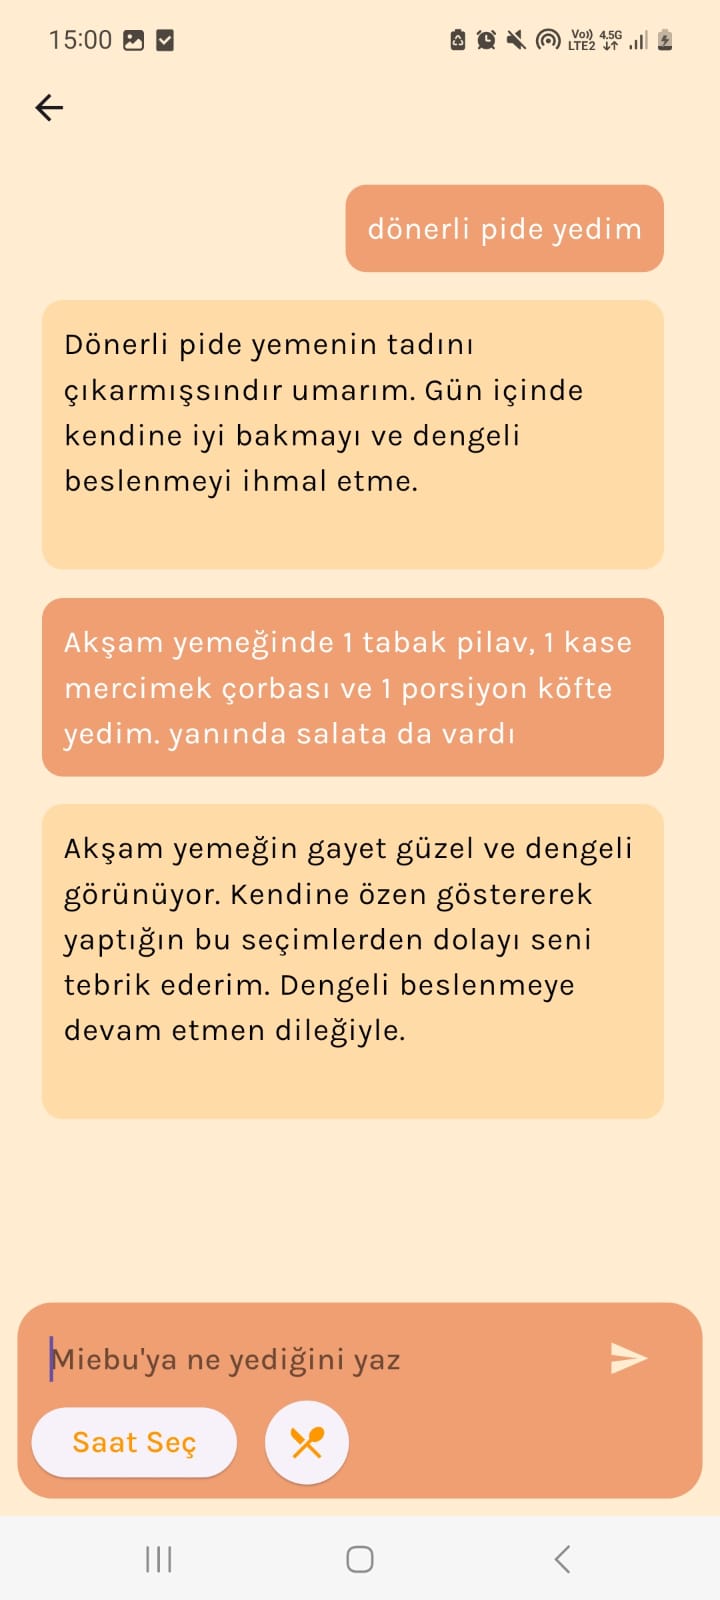 15:00
Vo)) 4.5G
LTE2
dönerli pide yedim
Dönerli pide yemenin tadını
çıkarmışsındır umarım. Gün içinde
kendine iyi bakmayı ve dengeli
beslenmeyi ihmal etme.
Akşam yemeğinde 1 tabak pilav, 1 kase
mercimek çorbası ve 1 porsiyon köfte
yedim. yanında salata da vardı
Akşam yemeğin gayet güzel ve dengeli
görünüyor. Kendine özen göstererek
yaptığın bu seçimlerden dolayı seni
tebrik ederim. Dengeli beslenmeye
devam etmen dileğiyle.
Miebu'ya ne yediğini yaz
Saat Seç